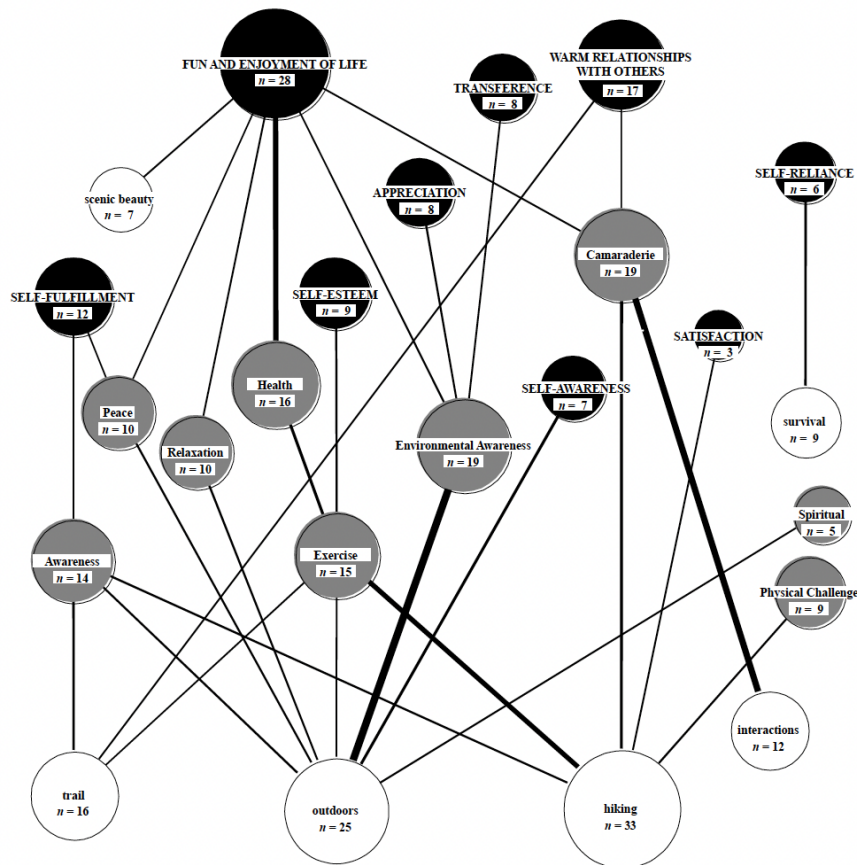 FUN AND ENJOYMENT OF LIFE
n = 28
WARM RELATIONSHIPS
WITH OTHERS
n = 17
TRANSFERENCE
n = 8
APPRECIATION
n = 8
SELF-RELIANCE
n = 6
scenic beauty
n = 7
Camaraderie
n = 19
SELF-FULFILLMENT
n = 12
SELF-ESTEEM
n = 9
SATISFACTION
n = 3
Health
n = 16
SELF-AWARENESS
n = 7
Peace
n = 10
Relaxation
n = 10
Environmental Awareness
n = 19
survival
n = 9
Spiritual
n = 5
Awareness
n = 14
Exercise
n = 15
Physical Challenge
n = 9
interactions
n = 12
trail
n = 16
outdoors
n = 25
hiking
n = 33